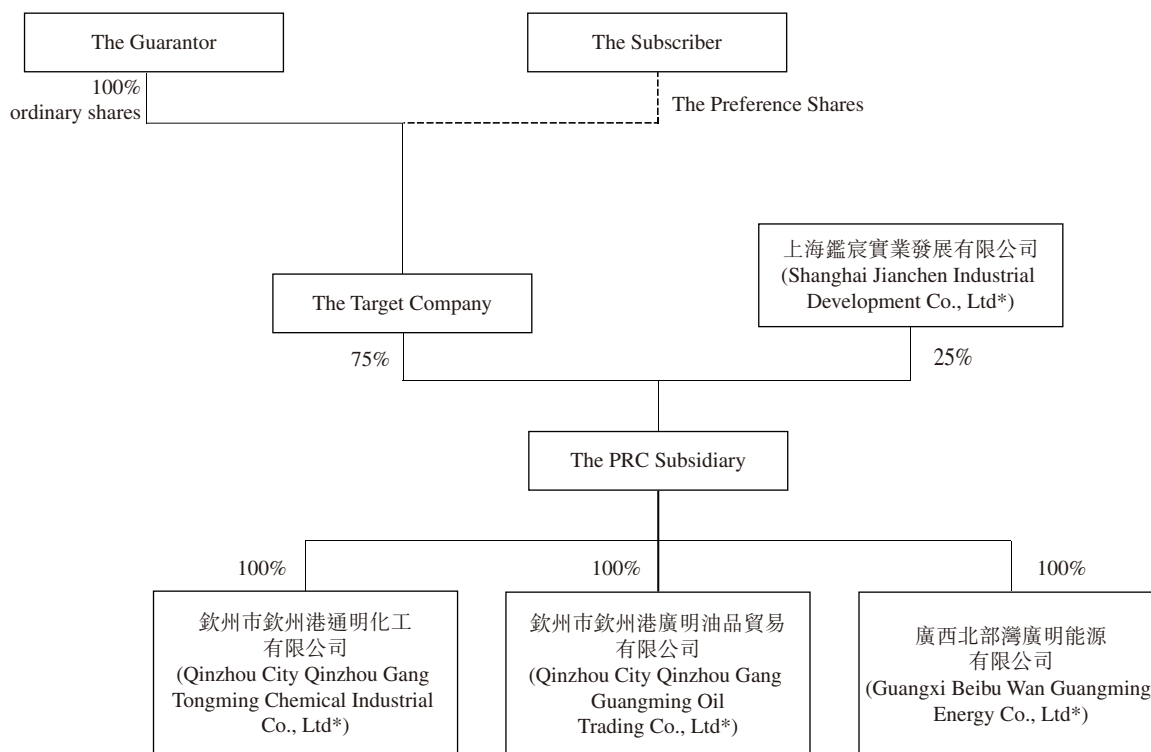 The Guarantor
The Subscriber
100%
ordinary shares
The Preference Shares
上海鑑宸實業發展有限公司
(Shanghai Jianchen Industrial
Development Co., Ltd*)
The Target Company
75%
25%
The PRC Subsidiary
100%
100%
100%
欽州市欽州港通明化工
有限公司
(Qinzhou City Qinzhou Gang
Tongming Chemical Industrial
Co., Ltd*)
欽州市欽州港廣明油品貿易
有限公司
(Qinzhou City Qinzhou Gang
Guangming Oil
Trading Co., Ltd*)
廣西北部灣廣明能源
有限公司
(Guangxi Beibu Wan Guangming
Energy Co., Ltd*)